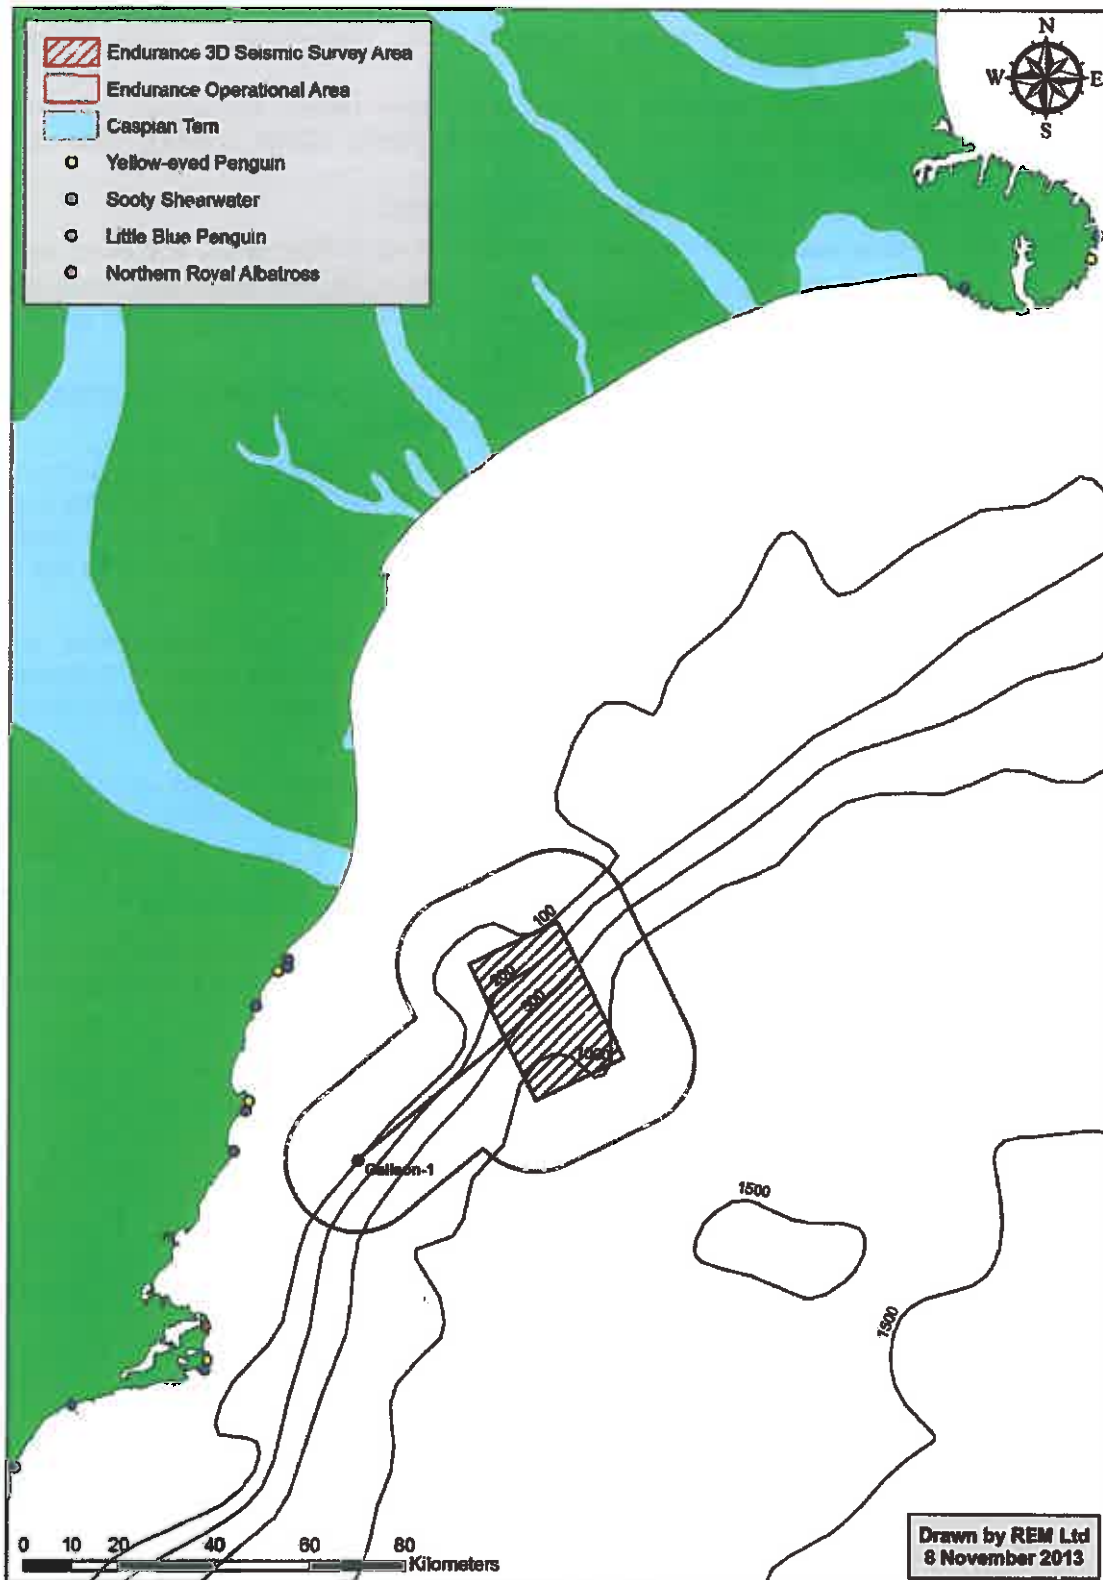 Endurance 3D Seismic Survey Area
Endurance Operational Area
Caspian Tern
Yellow-eyed Penguin
Sooty Shearwater
Little Blue Penguin
Northern Royal Albatross
N
W E
S
100
200
300
1000
Galleon-1
1500
1500
0 10 20 40 60 80
Kilometers
Drawn by REM Ltd
8 November 2013